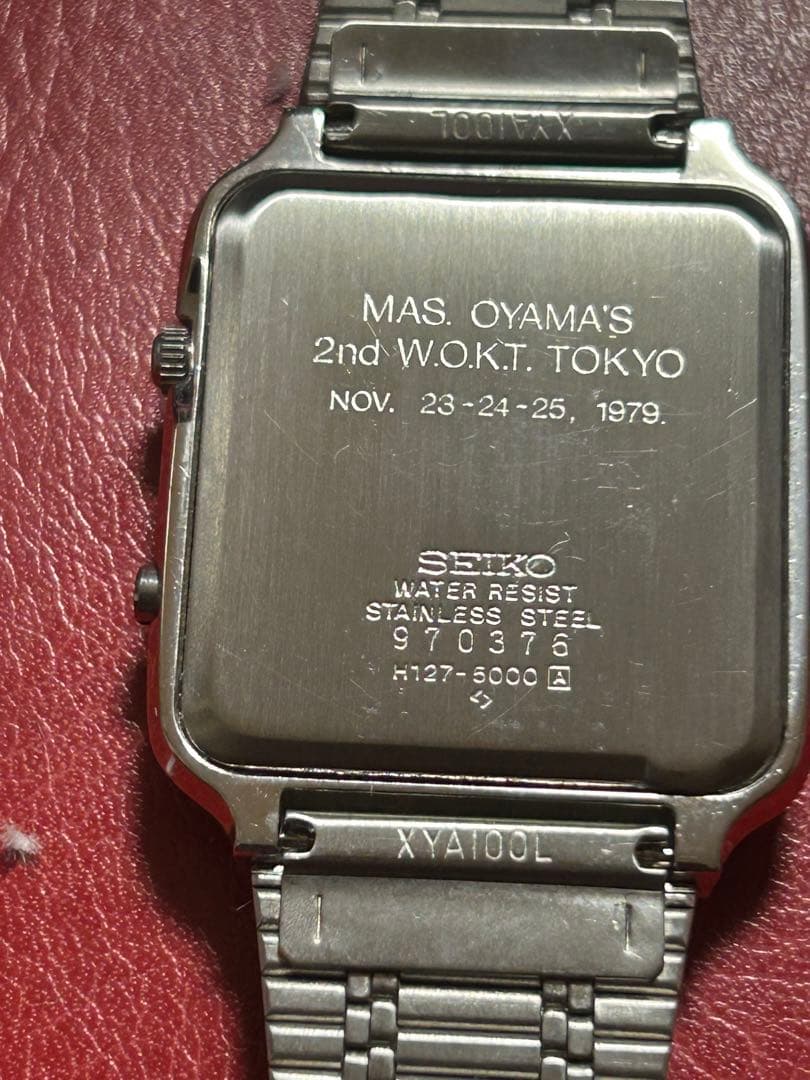 XYA100L
MAS. OYAMA'S
2nd W.O.K.T. TOKYO
NOV. 23-24-25, 1979.
SEIKO
WATER RESIST
STAINLESS STEEL
970376
H127-5000 A
XYA100L